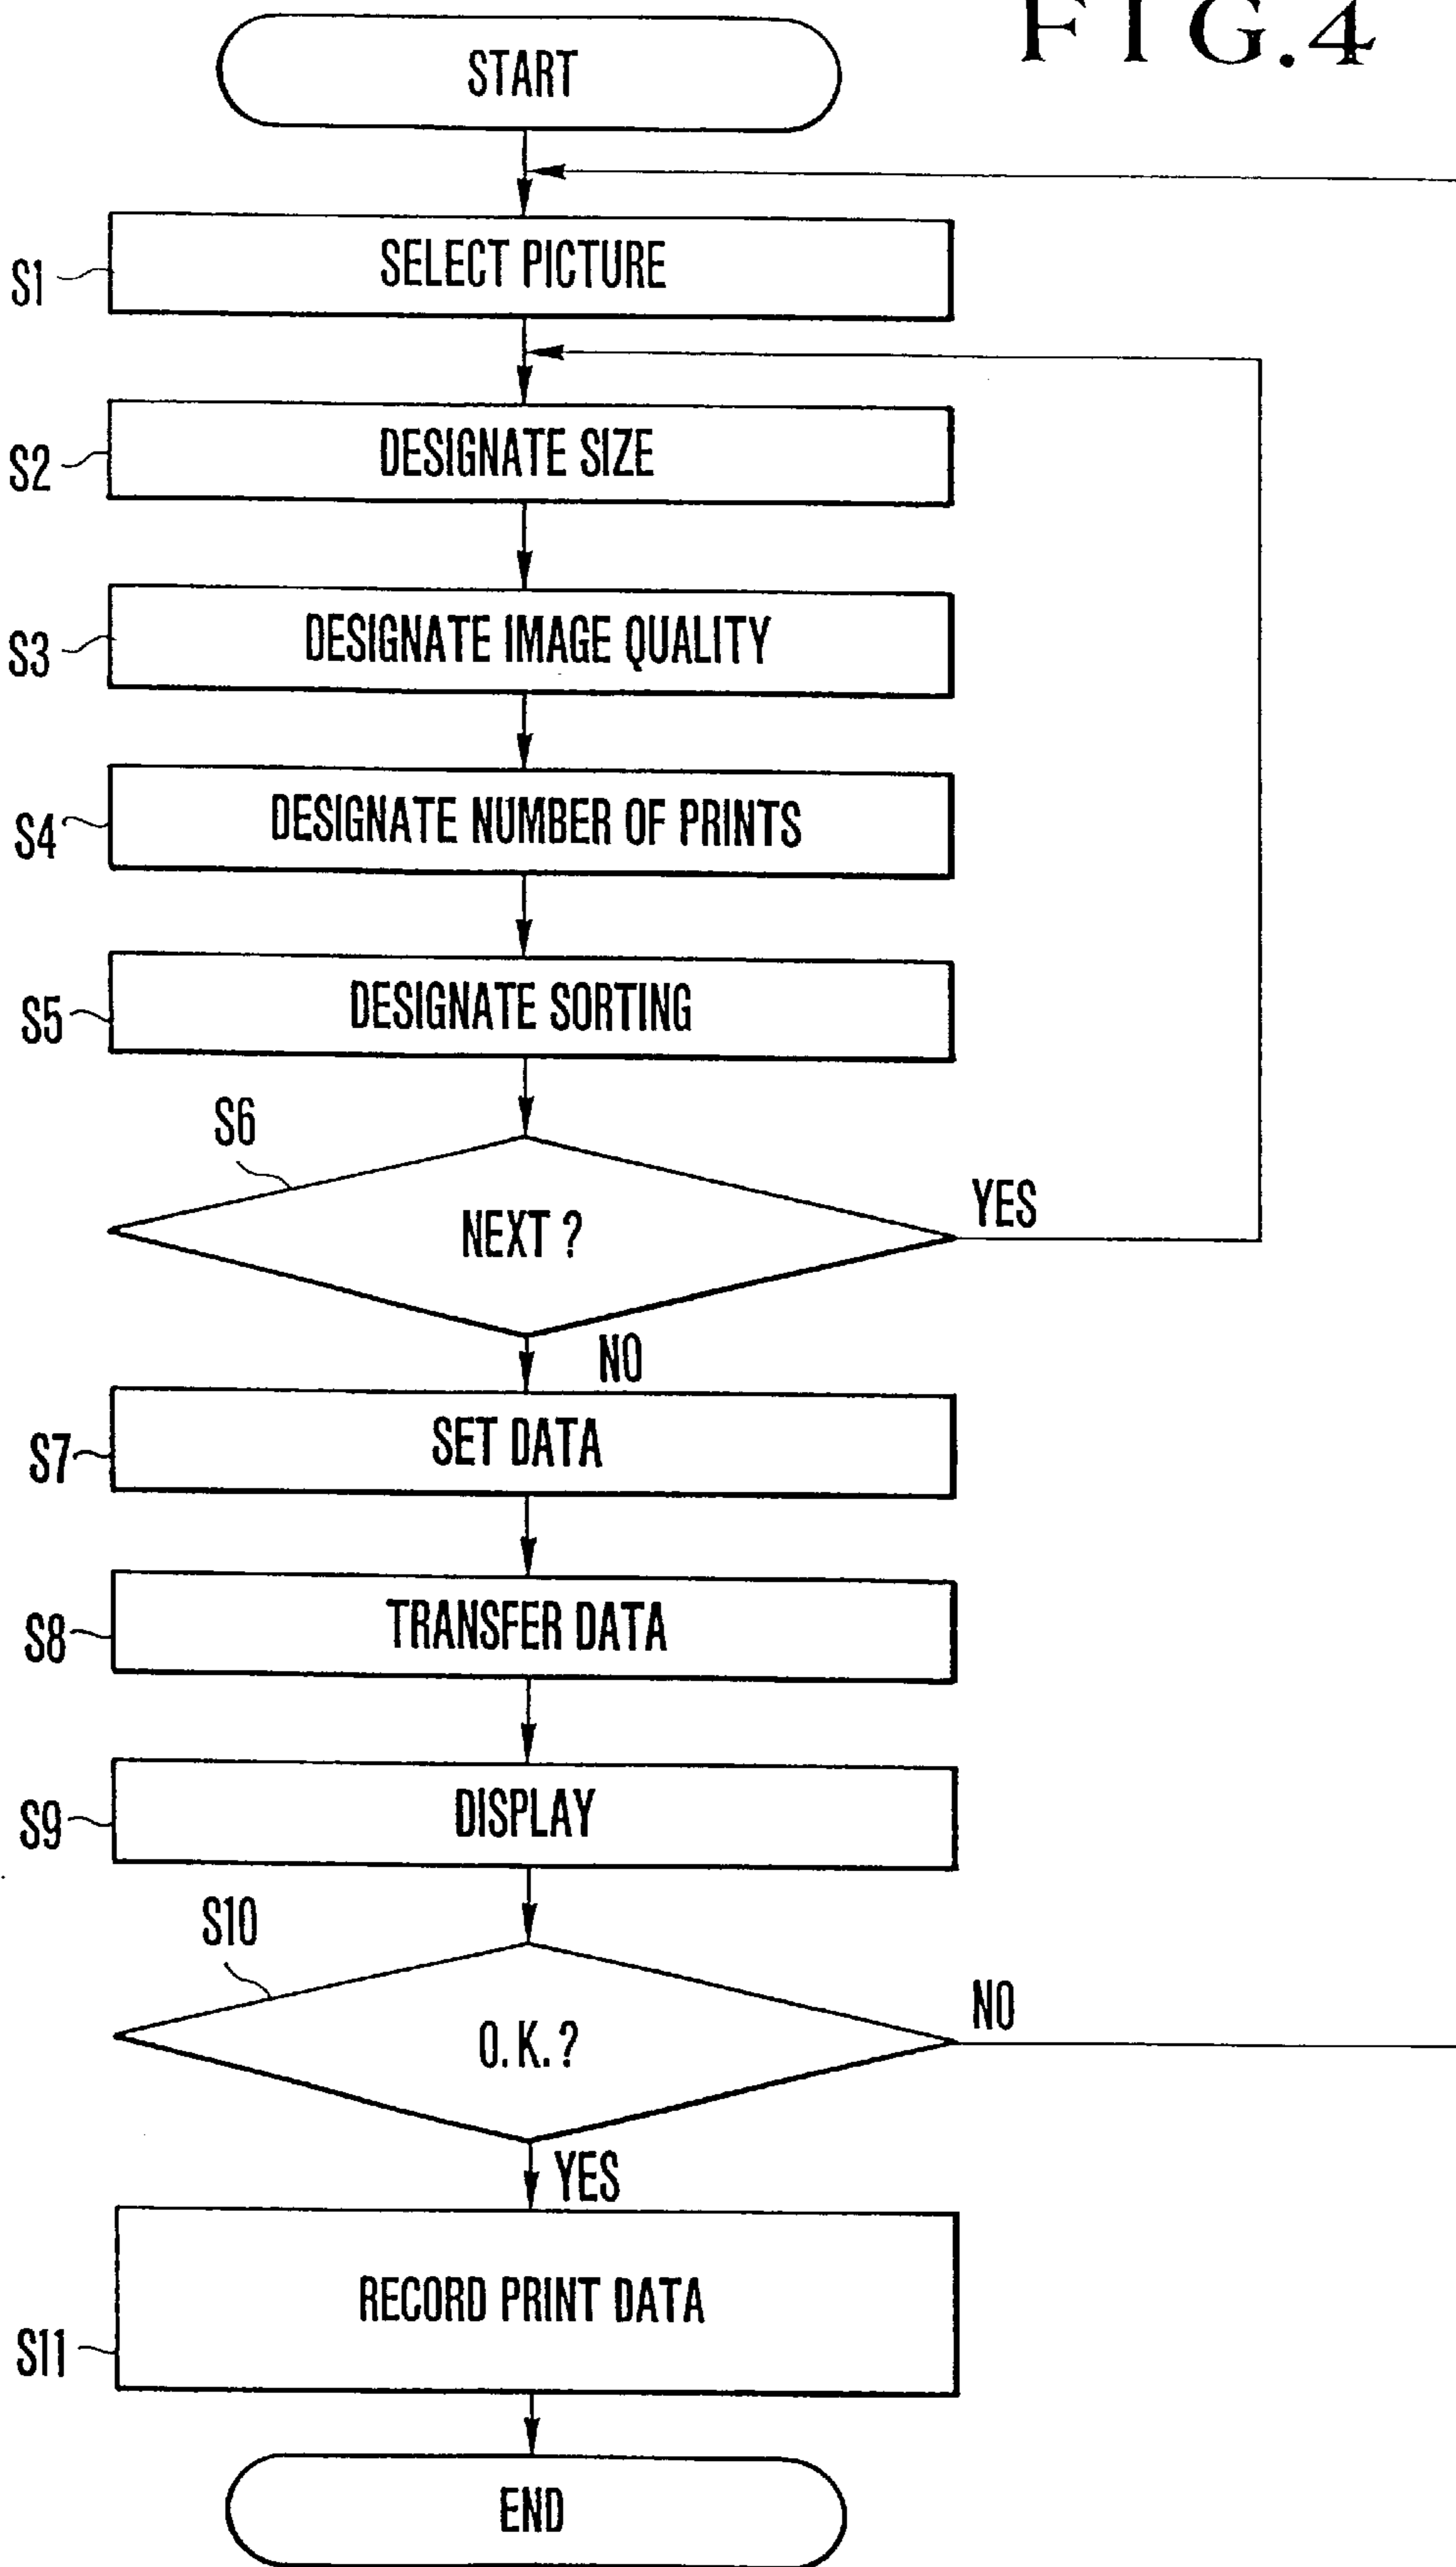 FIG.4
START
S1
SELECT PICTURE
S2
DESIGNATE SIZE
S3
DESIGNATE IMAGE QUALITY
S4
DESIGNATE NUMBER OF PRINTS
S5
DESIGNATE SORTING
S6
NEXT ?
YES
NO
S7
SET DATA
S8
TRANSFER DATA
S9
DISPLAY
S10
O. K. ?
NO
YES
RECORD PRINT DATA
S11
END